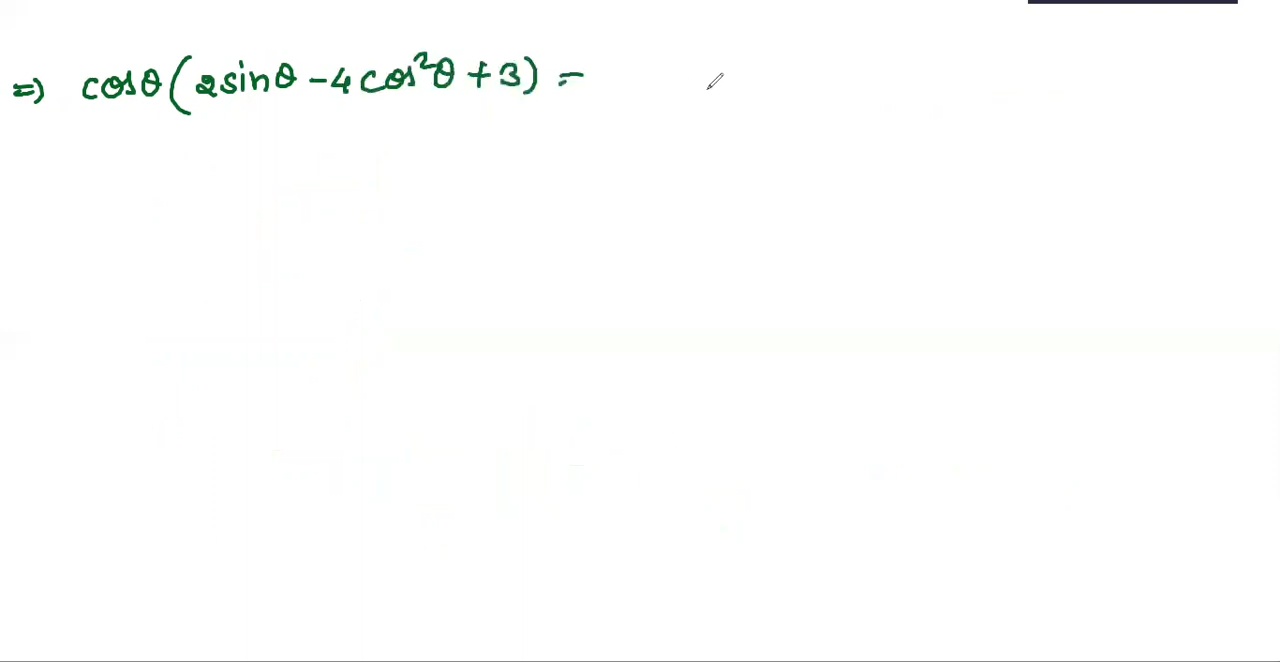 ⇒ cosθ(2sinθ - 4cos²θ + 3) =